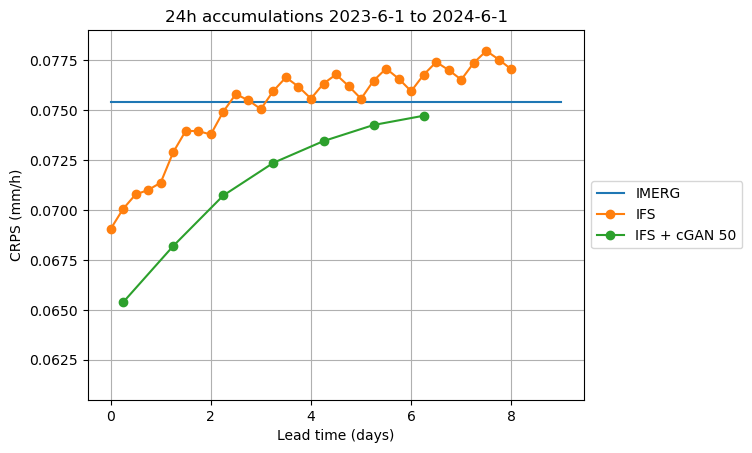 24h accumulations 2023-6-1 to 2024-6-1
CRPS (mm/h)
0.0775
0.0750
0.0725
0.0700
0.0675
0.0650
0.0625
0 2 4 6 8
Lead time (days)
IMERG
IFS
IFS + cGAN 50